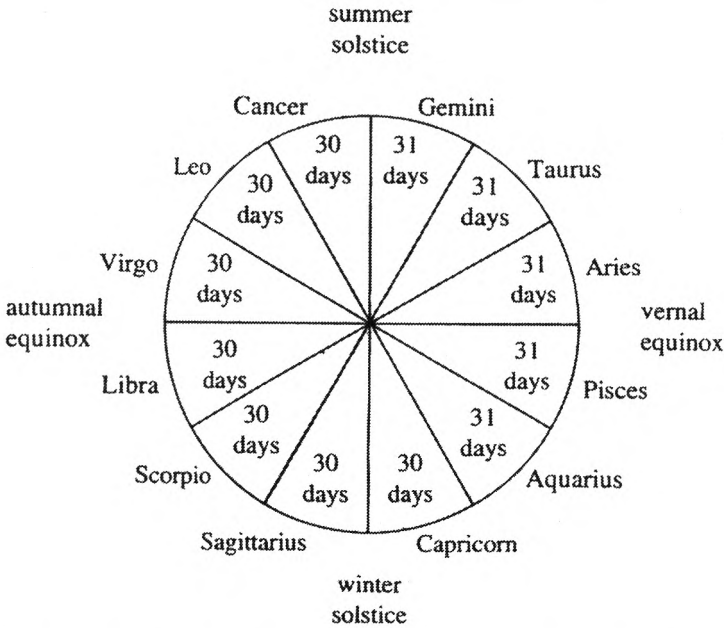 summer
solstice
Cancer
Gemini
30
days
31
days
Leo
30
days
31
days
Taurus
Virgo
30
days
31
days
Aries
autumnal
equinox
vernal
equinox
Libra
30
days
31
days
Pisces
Scorpio
30
days
31
days
Aquarius
30
days
30
days
Sagittarius
Capricorn
winter
solstice